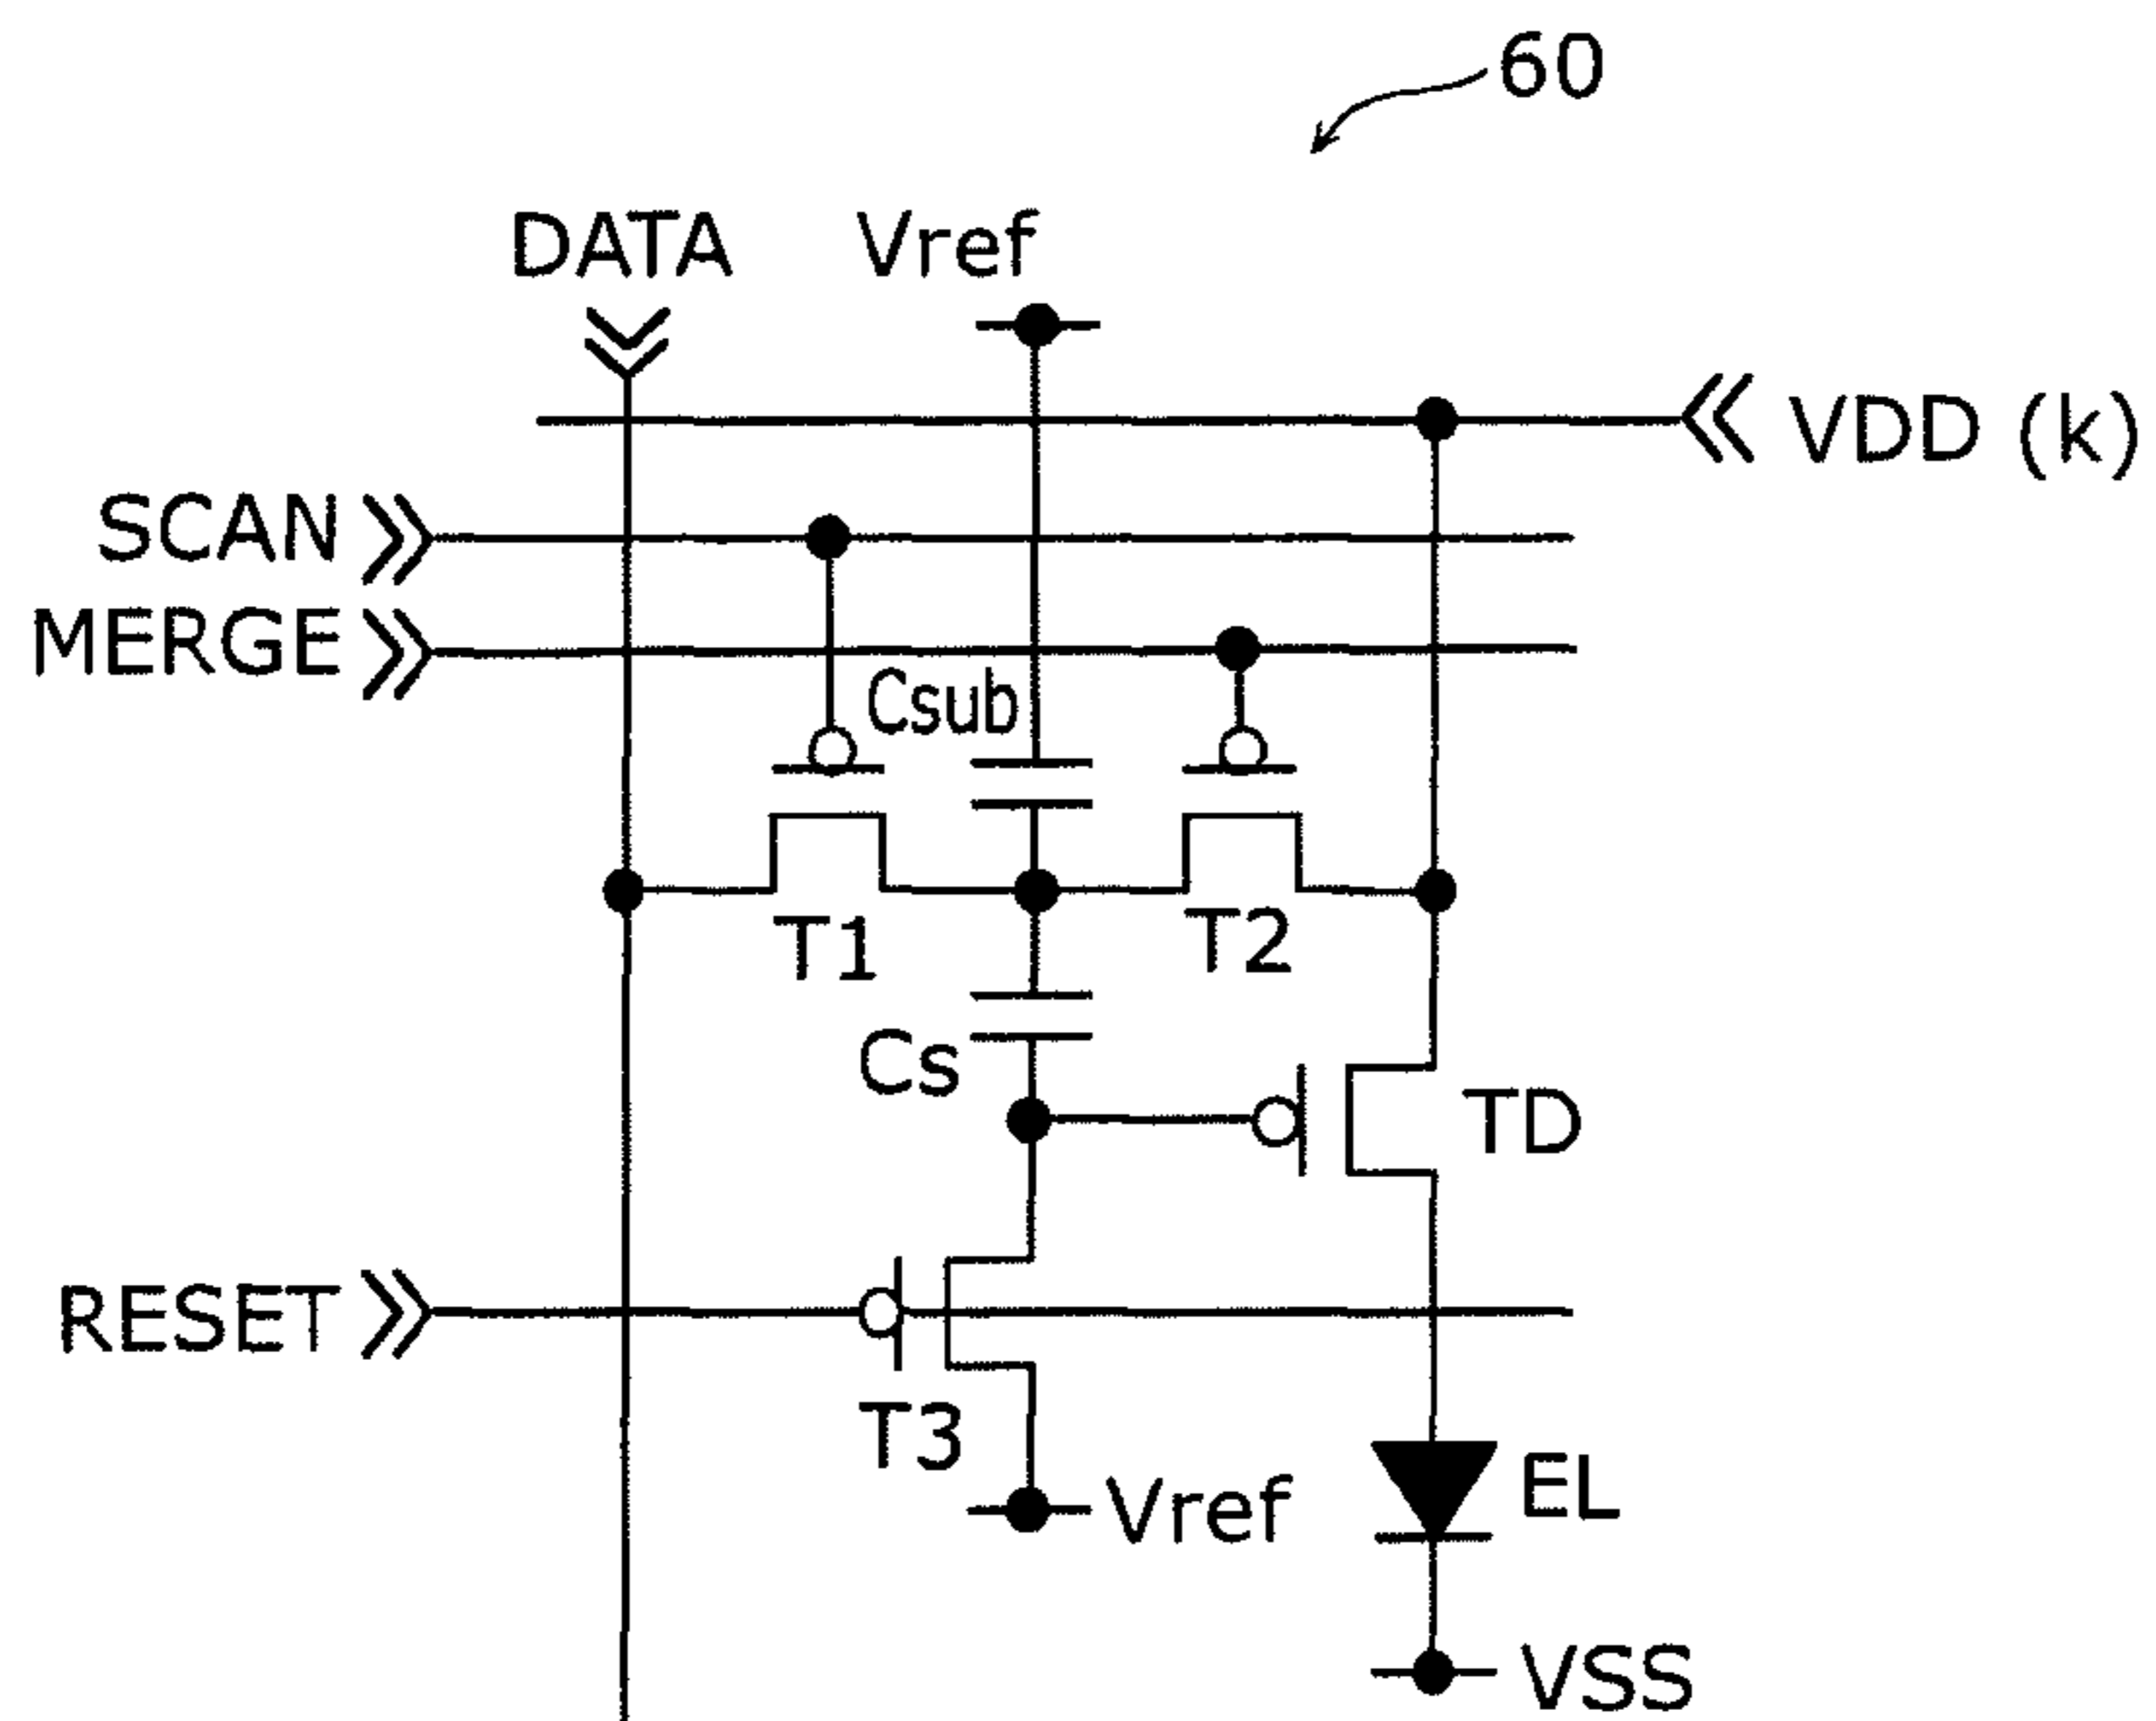 60
DATA
Vref
VDD (k)
SCAN
MERGE
Csub
T1
T2
Cs
TD
RESET
T3
Vref
EL
VSS